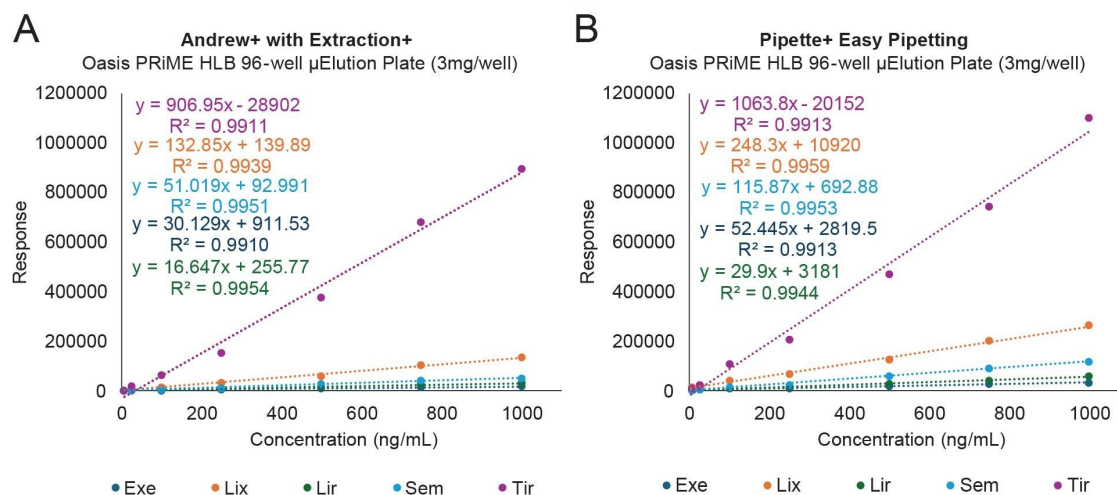 A
Andrew+ with Extraction+
Oasis PRiME HLB 96-well µElution Plate (3mg/well)
1200000
1000000
800000
600000
400000
200000
0
Response
y = 906.95x - 28902
R² = 0.9911
y = 132.85x + 139.89
R² = 0.9939
y = 51.019x + 92.991
R² = 0.9951
y = 30.129x + 911.53
R² = 0.9910
y = 16.647x + 255.77
R² = 0.9954
0 200 400 600 800 1000
Concentration (ng/mL)
Exe Lix Lir Sem Tir
B
Pipette+ Easy Pipetting
Oasis PRiME HLB 96-well µElution Plate (3mg/well)
1200000
1000000
800000
600000
400000
200000
0
Response
y = 1063.8x - 20152
R² = 0.9913
y = 248.3x + 10920
R² = 0.9959
y = 115.87x + 692.88
R² = 0.9953
y = 52.445x + 2819.5
R² = 0.9913
y = 29.9x + 3181
R² = 0.9944
0 200 400 600 800 1000
Concentration (ng/mL)
Exe Lix Lir Sem Tir